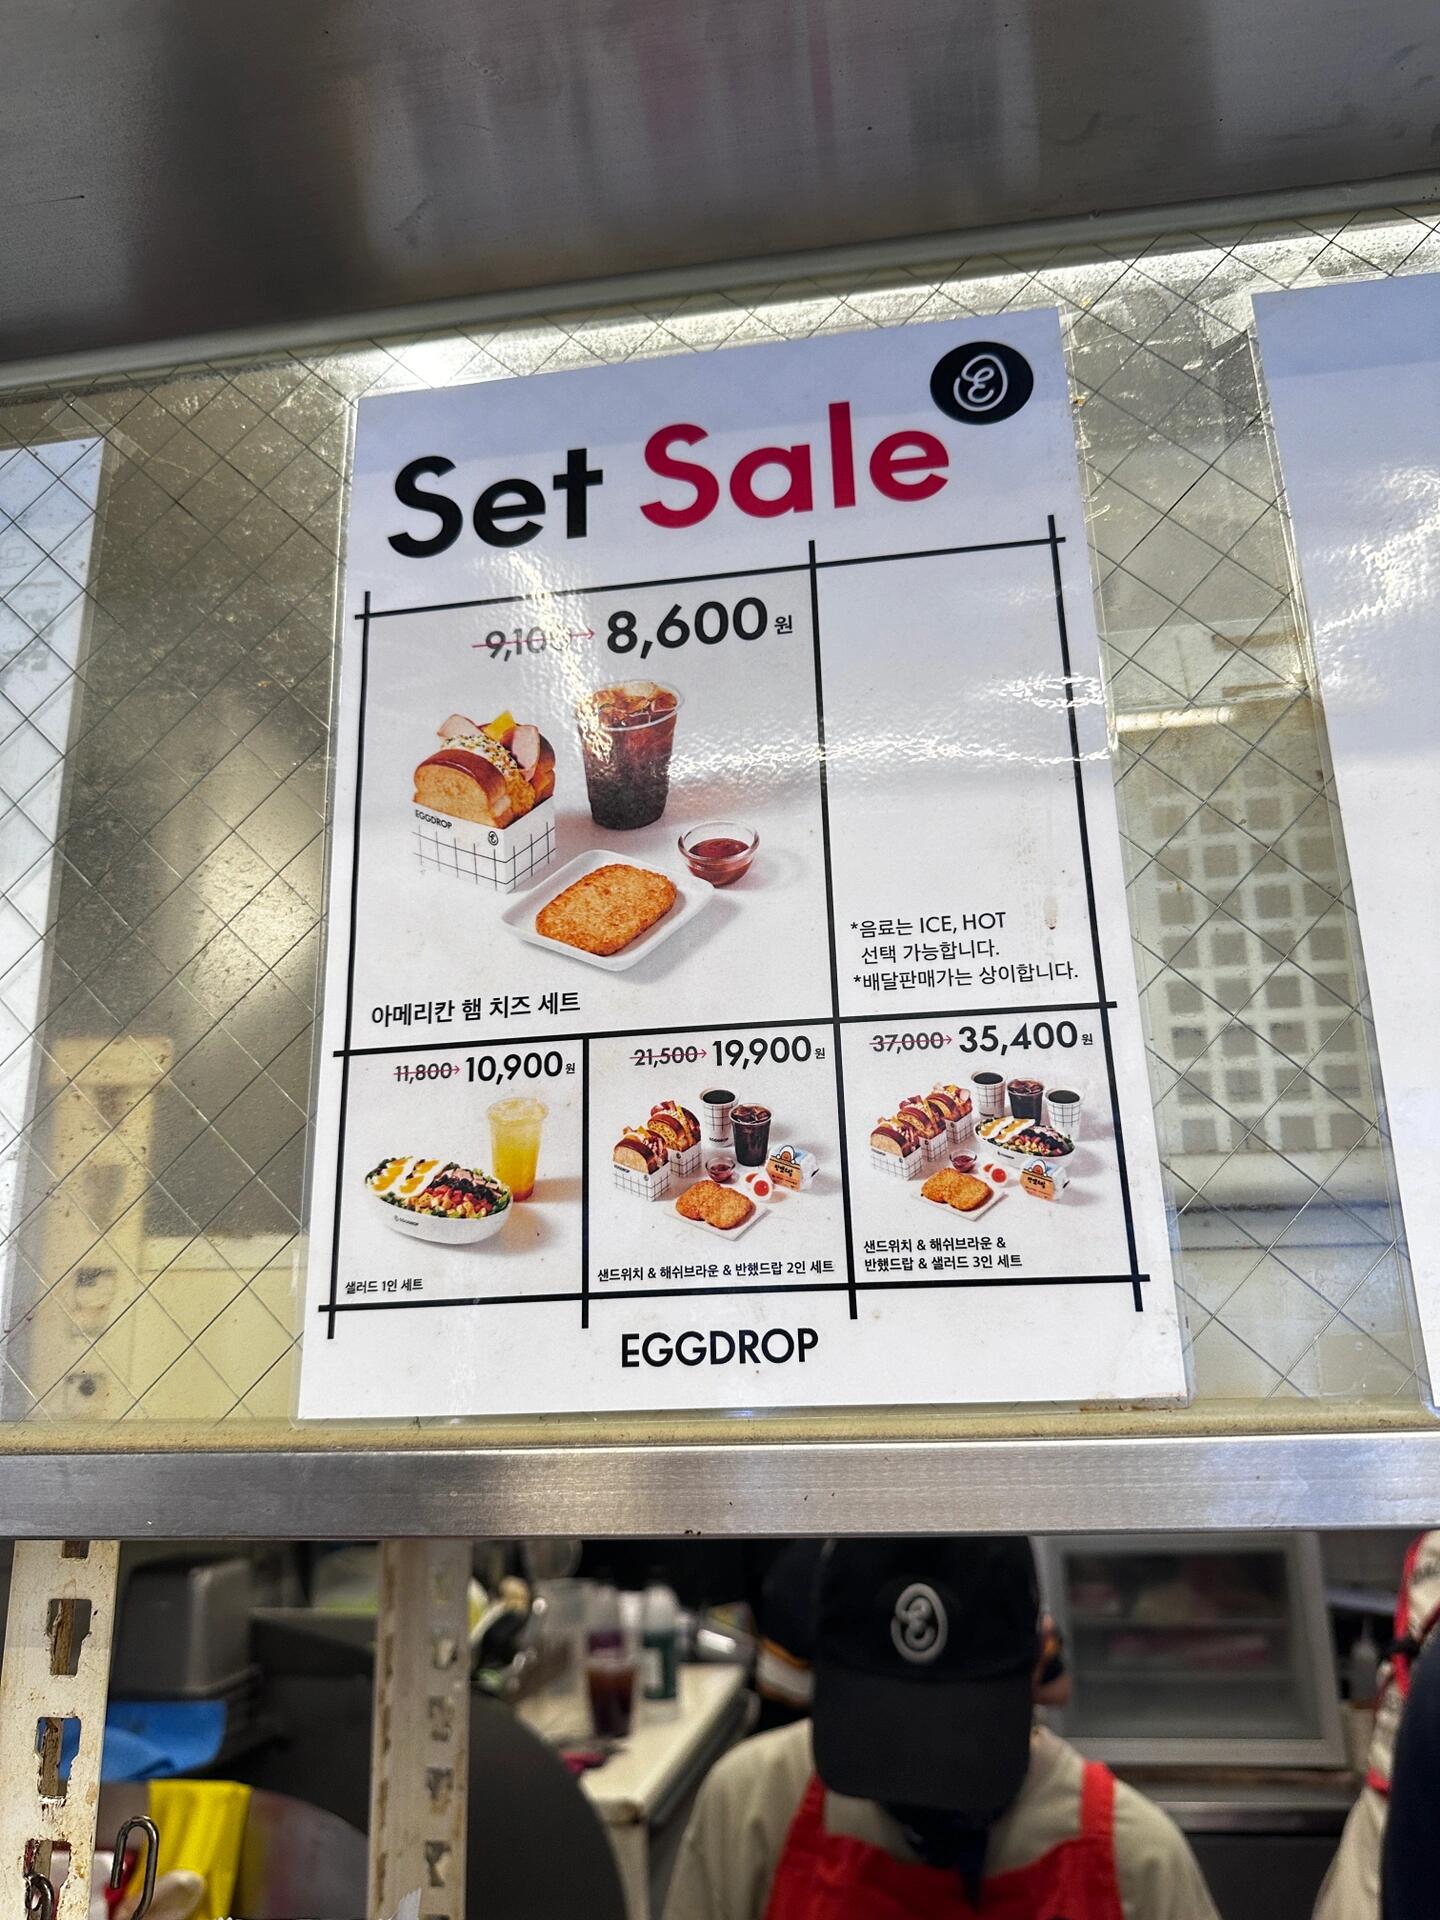 Set Sale
8,600원
EGGDROP
아메리칸 햄 치즈 세트
*음료는 ICE, HOT
선택 가능합니다.
*배달판매가는 상이합니다.
11,800→10,900원
샐러드 1인 세트
21,500→19,900원
EGGDROP
샌드위치 & 해쉬브라운 & 반했드랍 2인 세트
37,000→35,400원
샌드위치 & 해쉬브라운 &
반했드랍 & 샐러드 3인 세트
EGGDROP